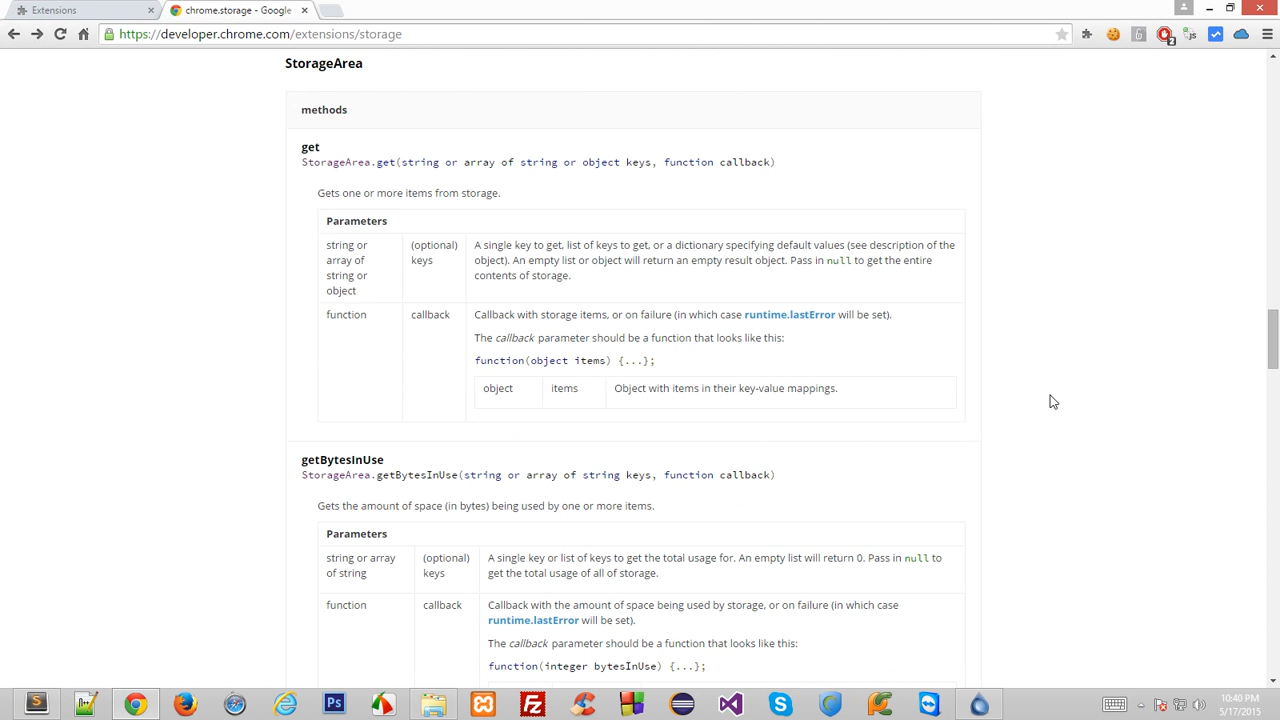 Extensions
chrome.storage - Google
https://developer.chrome.com/extensions/storage
2
StorageArea
methods
get
StorageArea.get(string or array of string or object keys, function callback)
Gets one or more items from storage.
Parameters
string or array of string or object
(optional) keys
A single key to get, list of keys to get, or a dictionary specifying default values (see description of the
object). An empty list or object will return an empty result object. Pass in null to get the entire
contents of storage.
function
callback
Callback with storage items, or on failure (in which case runtime.lastError will be set).
The callback parameter should be a function that looks like this:
function(object items) {...};
object
items
Object with items in their key-value mappings.
getBytesInUse
StorageArea.getBytesInUse(string or array of string keys, function callback)
Gets the amount of space (in bytes) being used by one or more items.
Parameters
string or array of string
(optional) keys
A single key or list of keys to get the total usage for. An empty list will return 0. Pass in null to
get the total usage of all of storage.
function
callback
Callback with the amount of space being used by storage, or on failure (in which case
runtime.lastError will be set).
The callback parameter should be a function that looks like this:
function(integer bytesInUse) {...};
10:40 PM
5/17/2015